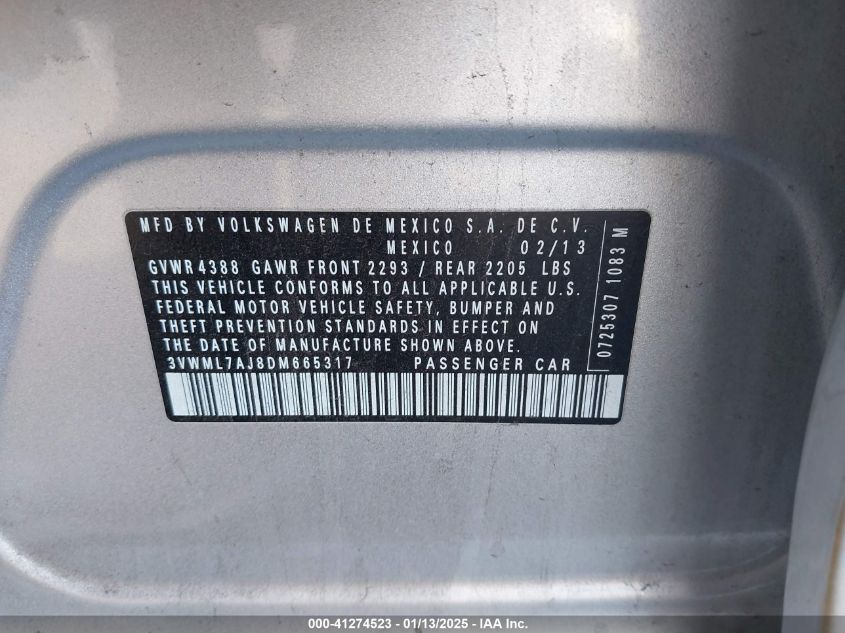 MFD BY VOLKSWAGEN DE MEXICO S.A. DE C.V.
MEXICO 02/13
GVWR 4388 GAWR FRONT 2293 / REAR 2205 LBS
THIS VEHICLE CONFORMS TO ALL APPLICABLE U.S.
FEDERAL MOTOR VEHICLE SAFETY, BUMPER AND
THEFT PREVENTION STANDARDS IN EFFECT ON
THE DATE OF MANUFACTURE SHOWN ABOVE.
3VWML7AJ8DM665317 PASSENGER CAR
0725307 1083 M
000-41274523 - 01/13/2025 - IAA Inc.